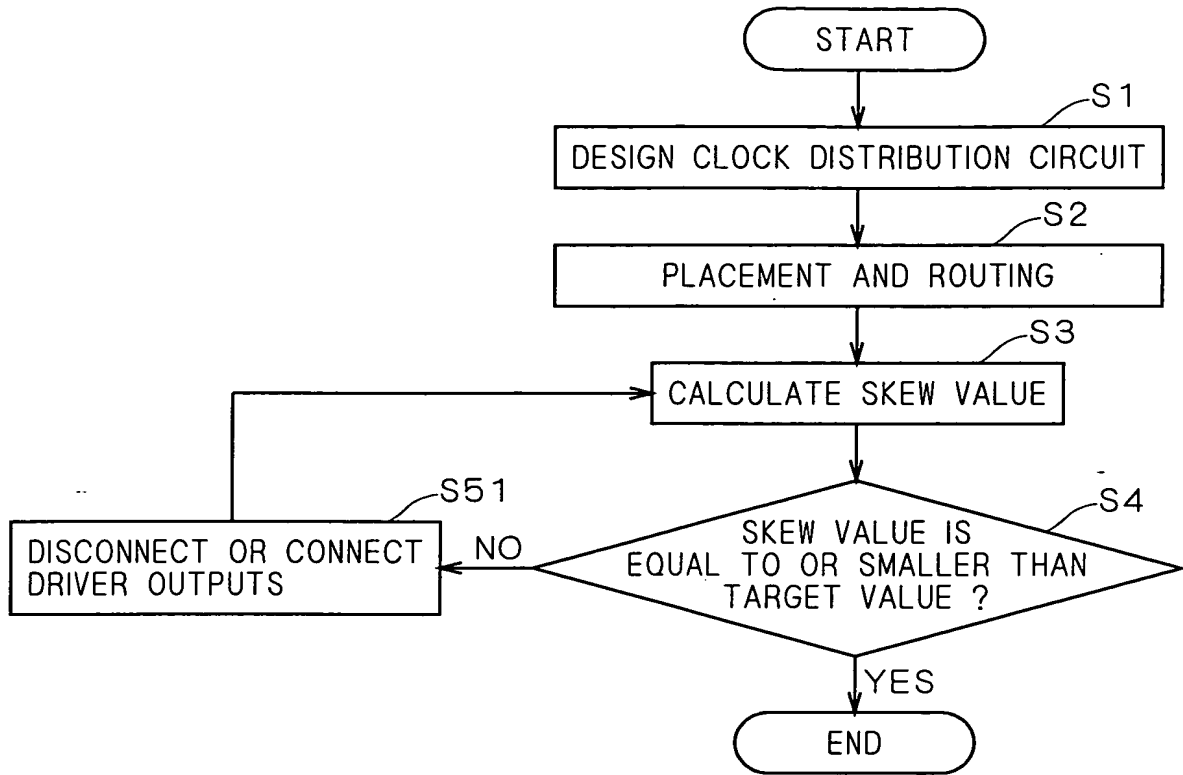 START
S1
DESIGN CLOCK DISTRIBUTION CIRCUIT
S2
PLACEMENT AND ROUTING
S3
CALCULATE SKEW VALUE
S51
DISCONNECT OR CONNECT
DRIVER OUTPUTS
NO
S4
SKEW VALUE IS
EQUAL TO OR SMALLER THAN
TARGET VALUE ?
YES
END